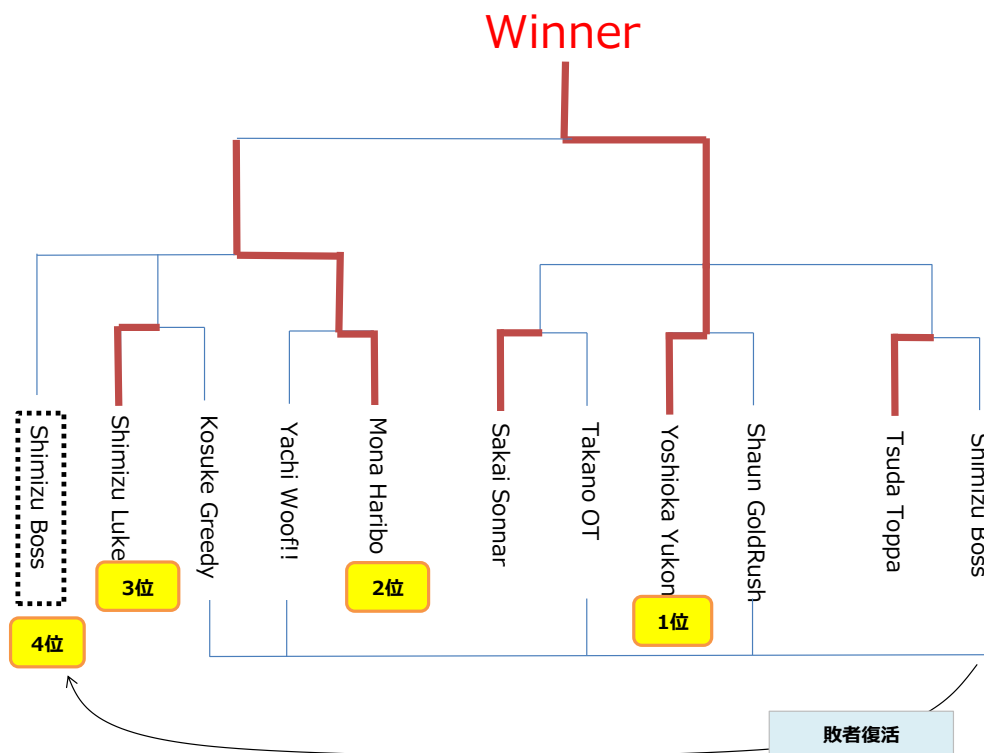 Winner
Shimizu Boss
Shimizu Luke
Kosuke Greedy
Yachi Woof!!
Mona Haribo
Sakai Sonnar
Takano OT
Yoshioka Yukon
Shaun GoldRush
Tsuda Toppa
Shimizu Boss
3位
2位
1位
4位
敗者復活